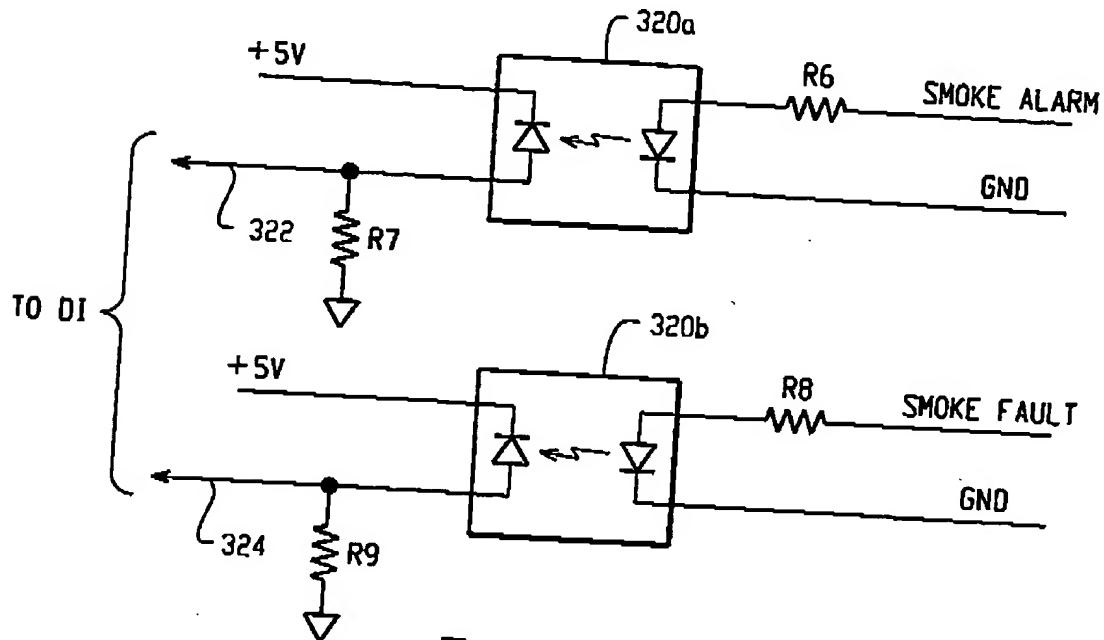 320a
+5V
R6
SMOKE ALARM
GND
322
R7
TO DI
320b
+5V
R8
SMOKE FAULT
GND
324
R9